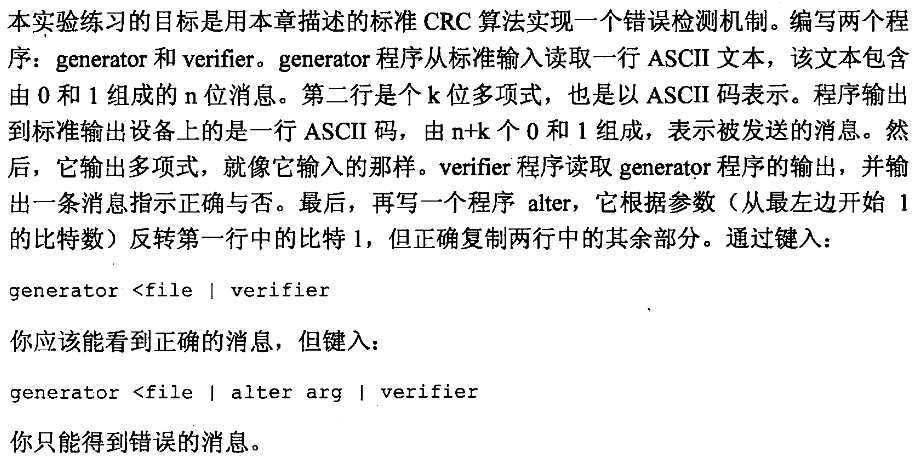 本实验练习的目标是用本章描述的标准 CRC 算法实现一个错误检测机制。编写两个程
序：generator 和 verifier。generator 程序从标准输入读取一行 ASCII 文本，该文本包含
由 0 和 1 组成的 n 位消息。第二行是个 k 位多项式，也是以 ASCII 码表示。程序输出
到标准输出设备上的是一行 ASCII 码，由 n+k 个 0 和 1 组成，表示被发送的消息。然
后，它输出多项式，就像它输入的那样。verifier 程序读取 generator 程序的输出，并输
出一条消息指示正确与否。最后，再写一个程序 alter，它根据参数（从最左边开始 1
的比特数）反转第一行中的比特 1，但正确复制两行中的其余部分。通过键入：
generator <file | verifier
你应该能看到正确的消息，但键入：
generator <file | alter arg | verifier
你只能得到错误的消息。